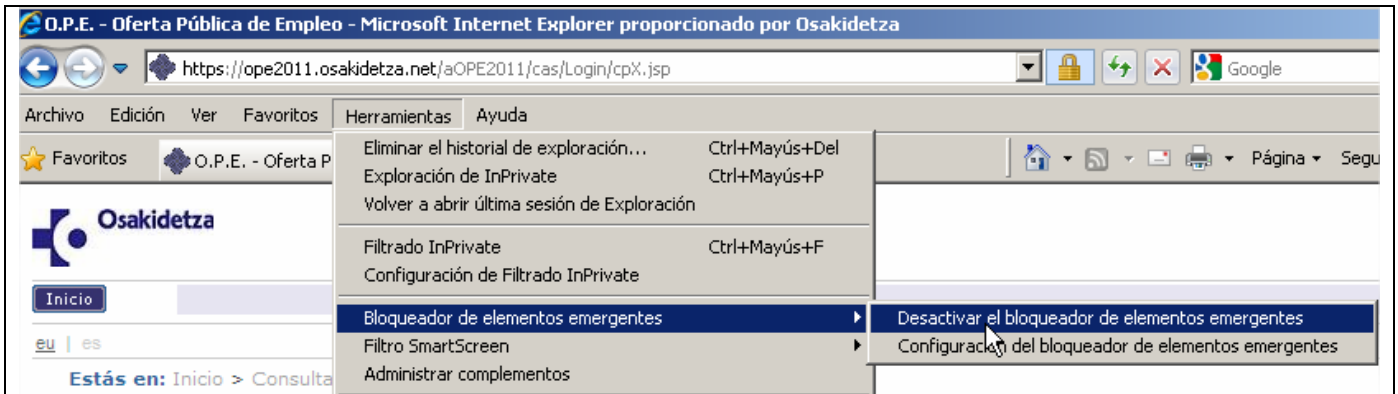 O.P.E. - Oferta Pública de Empleo - Microsoft Internet Explorer proporcionado por Osakidetza
https://ope2011.osakidetza.net/aOPE2011/cas/Login/cpX.jsp Google
Archivo Edición Ver Favoritos Herramientas Ayuda
Favoritos O.P.E. - Oferta P Página Segu
Eliminar el historial de exploración... Ctrl+Mayús+Del
Exploración de InPrivate Ctrl+Mayús+P
Volver a abrir última sesión de Exploración
Filtrado InPrivate Ctrl+Mayús+F
Configuración de Filtrado InPrivate
Bloqueador de elementos emergentes
Filtro SmartScreen
Administrar complementos
Desactivar el bloqueador de elementos emergentes
Configuración del bloqueador de elementos emergentes
Osakidetza
Inicio
eu | es
Estás en: Inicio > Consulta